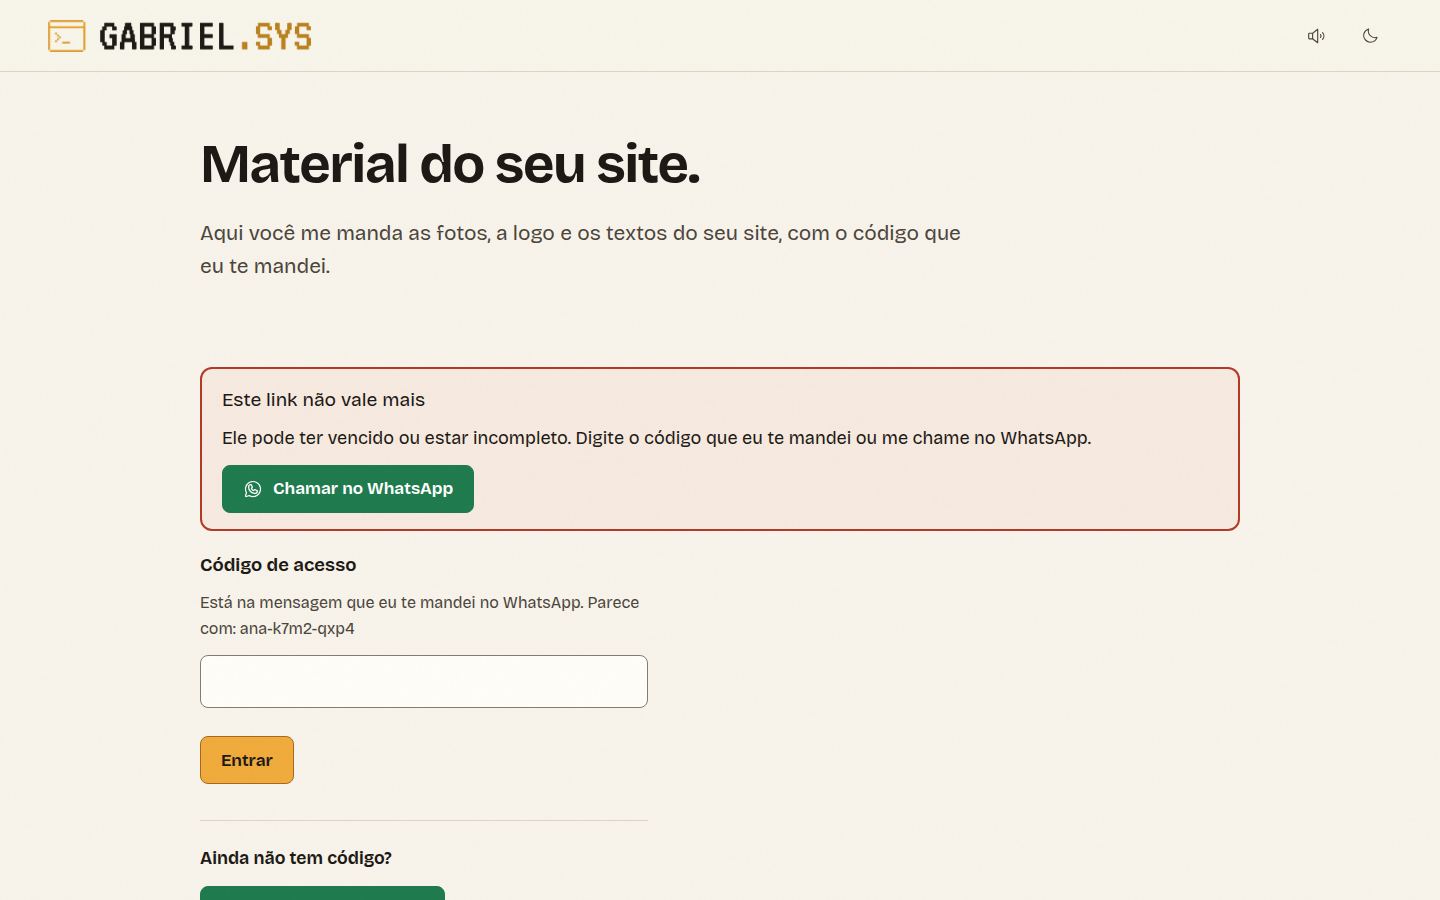 GABRIEL.SYS
Material do seu site.
Aqui você me manda as fotos, a logo e os textos do seu site, com o código que
eu te mandei.
Este link não vale mais
Ele pode ter vencido ou estar incompleto. Digite o código que eu te mandei ou me chame no WhatsApp.
Chamar no WhatsApp
Código de acesso
Está na mensagem que eu te mandei no WhatsApp. Parece
com: ana-k7m2-qxp4
Entrar
Ainda não tem código?